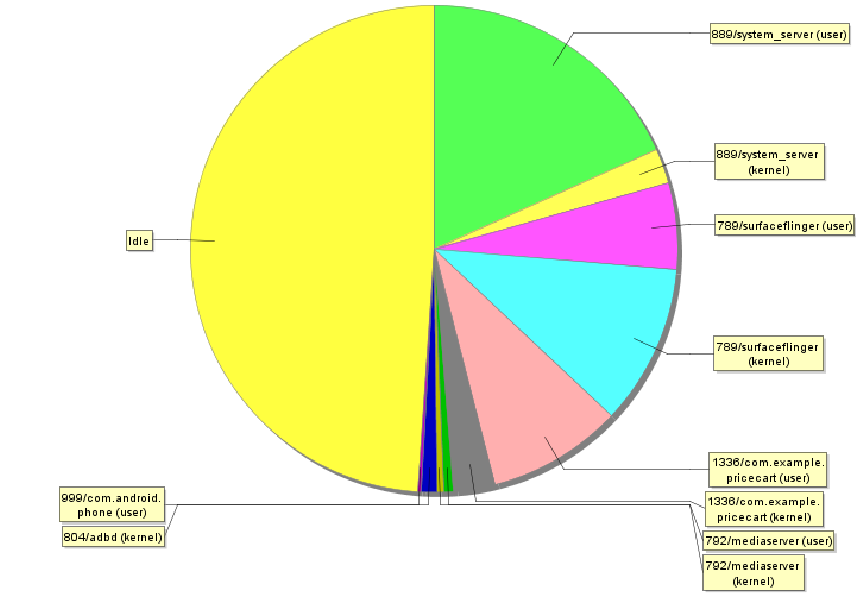 889/system_server (user)
889/system_server
(kernel)
789/surfaceflinger (user)
Idle
789/surfaceflinger
(kernel)
1336/com.example.
pricecart (user)
1336/com.example.
pricecart (kernel)
999/com.android.
phone (user)
804/adbd (kernel)
792/mediaserver (user)
792/mediaserver
(kernel)